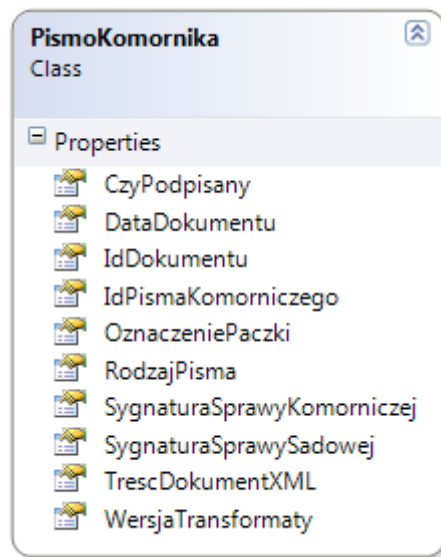 PismoKomornika
Class
Properties
CzyPodpisany
DataDokumentu
IdDokumentu
IdPismaKomorniczego
OznaczeniePaczki
RodzajPisma
SygnaturaSprawyKomorniczej
SygnaturaSprawySadowej
TrescDokumentXML
WersjaTransformaty